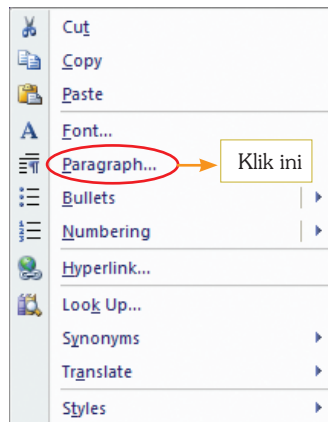 Cut
Copy
Paste
Font...
Paragraph...
Klik ini
Bullets
Numbering
Hyperlink...
Look Up...
Synonyms
Translate
Styles